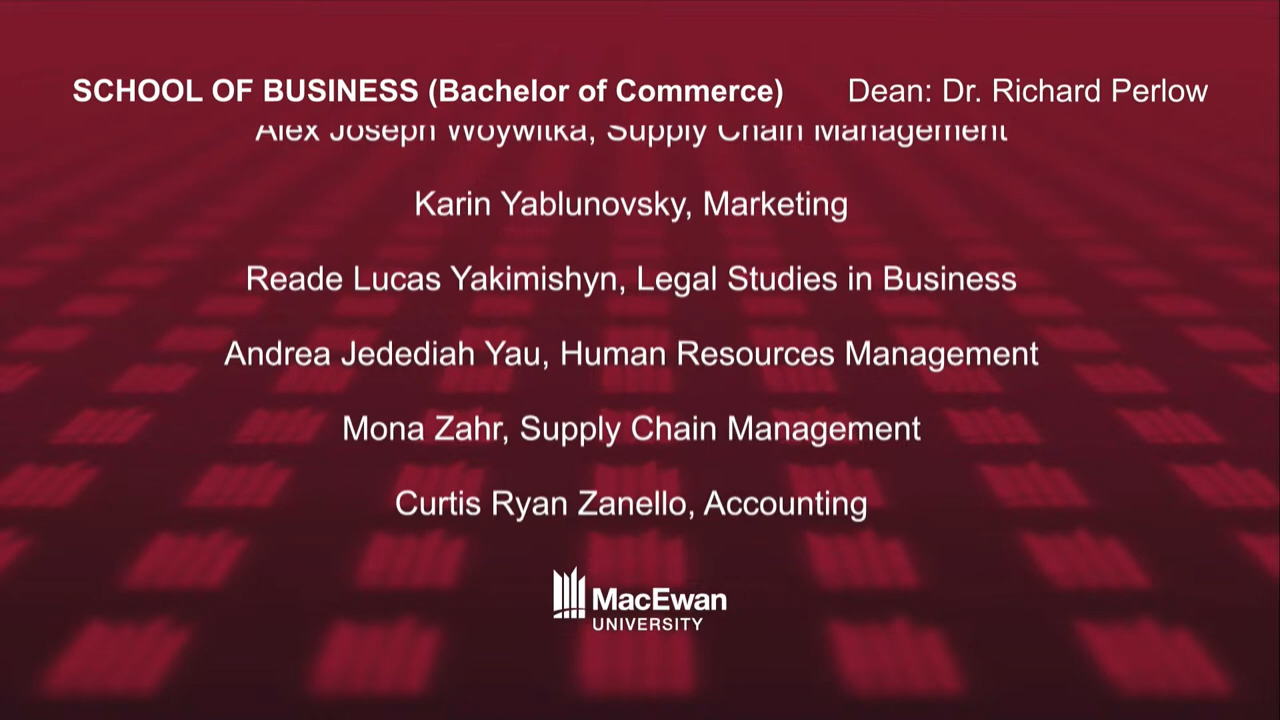 SCHOOL OF BUSINESS (Bachelor of Commerce) Dean: Dr. Richard Perlow
Alex Joseph Woywitka, Supply Chain Management
Karin Yablunovsky, Marketing
Reade Lucas Yakimishyn, Legal Studies in Business
Andrea Jedediah Yau, Human Resources Management
Mona Zahr, Supply Chain Management
Curtis Ryan Zanello, Accounting
MacEwan
UNIVERSITY